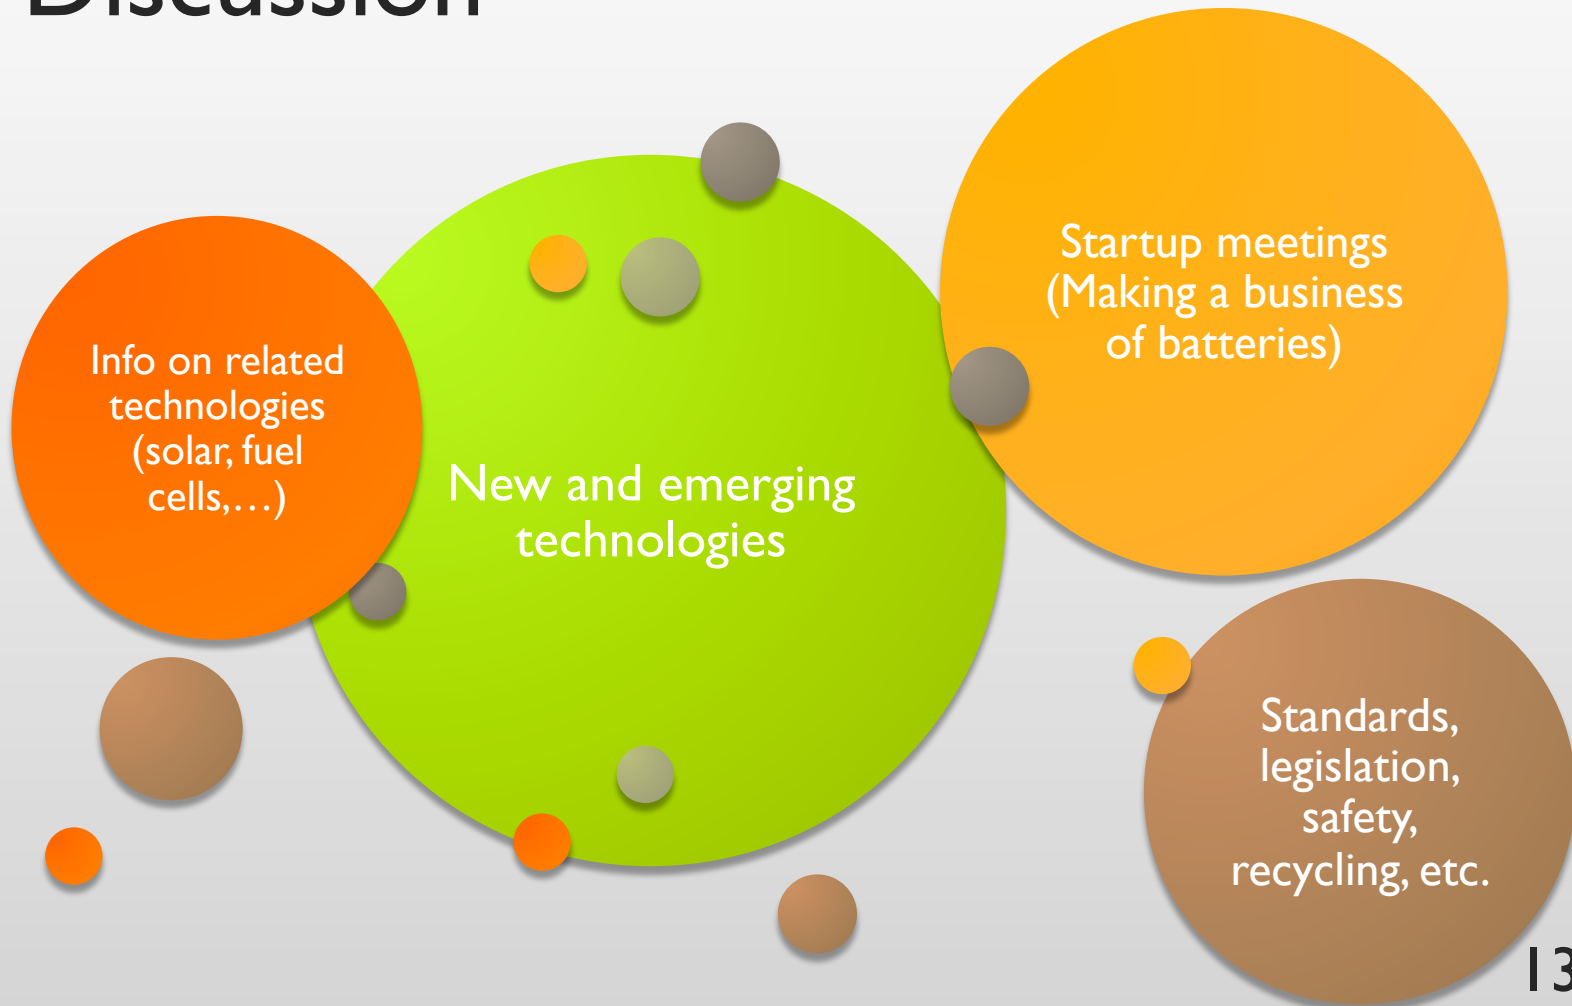 Discussion
Info on related
technologies
(solar, fuel
cells,…)
New and emerging
technologies
Startup meetings
(Making a business
of batteries)
Standards,
legislation,
safety,
recycling, etc.
13